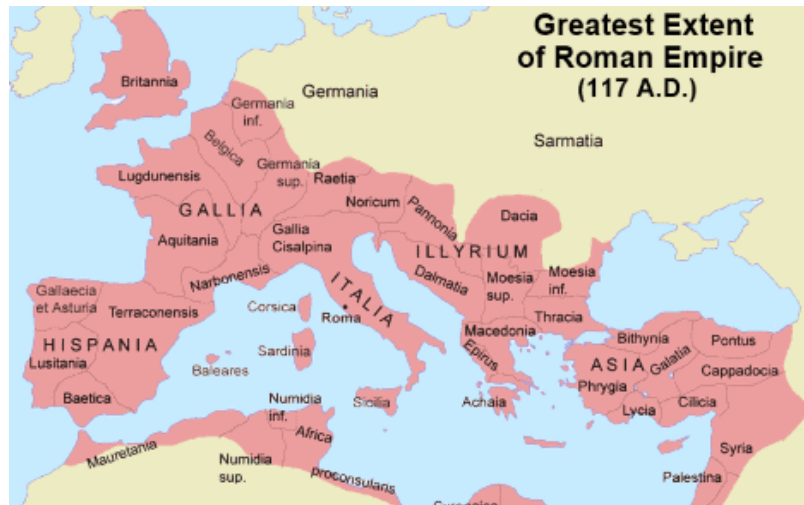 Greatest Extent
of Roman Empire
(117 A.D.)
Britannia
Germania
Germania
inf.
Sarmatia
Belgica
Germania
sup.
Lugdunensis
Raetia
Noricum
Pannonia
Dacia
GALLIA
Aquitania
Gallia
Cisalpina
ILLYRIUM
Dalmatia
Moesia
sup.
Moesia
inf.
Narbonensis
Gallaecia
et Asturia
Terraconensis
ITALIA
Corsica
Roma
Thracia
Macedonia
Epirus
Bithynia
Pontus
HISPANIA
Lusitania
Sardinia
Baleares
ASIA
Galatia
Cappadocia
Phrygia
Baetica
Numidia
inf.
Sicilia
Achaia
Lycia
Cilicia
Africa
proconsularis
Mauretania
Numidia
sup.
Syria
Palestina